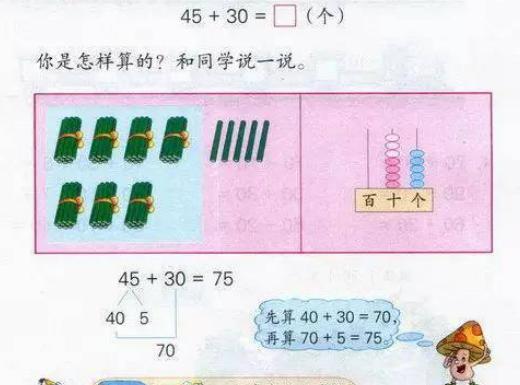 45 + 30 = □ (个)
你是怎样算的？和同学说一说。
百 十 个
45 + 30 = 75
40 5
70
先算 40 + 30 = 70,
再算 70 + 5 = 75。